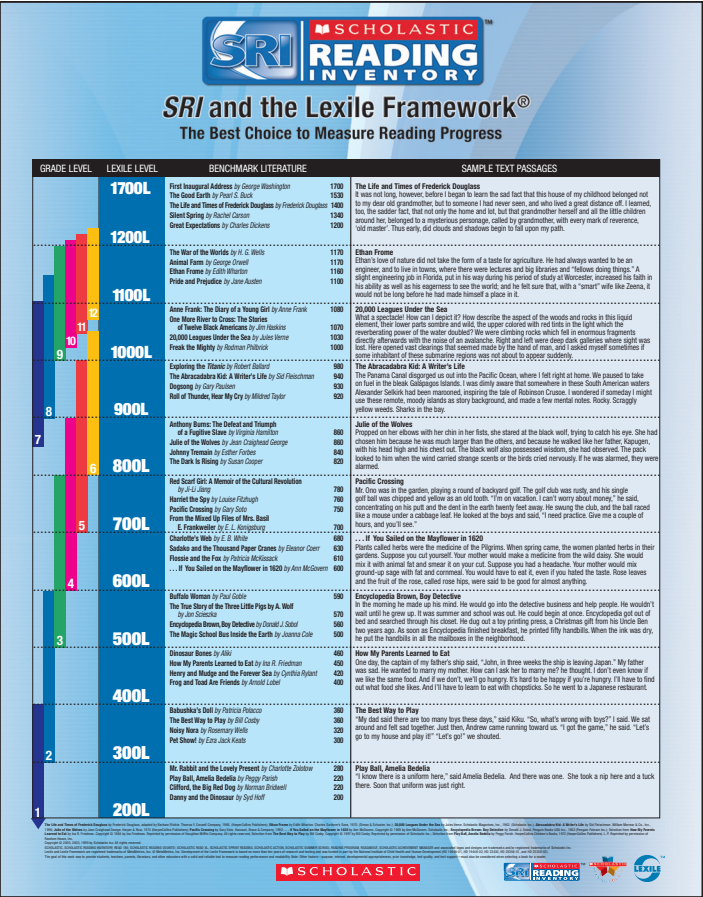 SRI
SCHOLASTIC
READING
INVENTORY
TM
SRI and the Lexile Framework®
The Best Choice to Measure Reading Progress
GRADE LEVEL LEXILE LEVEL BENCHMARK LITERATURE SAMPLE TEXT PASSAGES
1700L
First Inaugural Address by George Washington 1700
The Good Earth by Pearl S. Buck 1530
The Life and Times of Frederick Douglass by Frederick Douglass 1400
Silent Spring by Rachel Carson 1340
Great Expectations by Charles Dickens 1200
The Life and Times of Frederick Douglass
It was not long, however, before I began to learn the sad fact that this house of my childhood belonged not
to my dear old grandmother, but to someone I had never seen, and who lived a great distance off. I learned,
too, the sadder fact, that not only the home and lot, but that grandmother herself and all the little children
around her, belonged to a mysterious personage, called by grandmother, with every mark of reverence,
'old master'. Thus early, did clouds and shadows begin to fall upon my path.
1200L
The War of the Worlds by H. G. Wells 1170
Animal Farm by George Orwell 1170
Ethan Frome by Edith Wharton 1160
Pride and Prejudice by Jane Austen 1100
Ethan Frome
Ethan's love of nature did not take the form of a taste for agriculture. He had always wanted to be an
engineer, and to live in towns, where there were lectures and big libraries and "fellows doing things." A
slight engineering job in Florida, put in his way during his period of study at Worcester, increased his faith in
his ability as well as his eagerness to see the world; and he felt sure that, with a "smart" wife like Zeena, it
would not be long before he had made himself a place in it.
1100L
Anne Frank: The Diary of a Young Girl by Anne Frank 1080
One More River to Cross: The Stories
of Twelve Black Americans by Jim Haskins 1070
20,000 Leagues Under the Sea by Jules Verne 1030
Freak the Mighty by Rodman Philbrick 1000
20,000 Leagues Under the Sea
What a spectacle! How can I depict it? How describe the aspect of the woods and rocks in this liquid
element, their lower parts sombre and wild, the upper colored with red tints in the light which the
reverberating power of the water doubled? We were climbing rocks which fell in enormous fragments
directly afterwards with the noise of an avalanche. Right and left were deep dark galleries where sight was
lost. Here opened vast clearings that seemed made by the hand of man, and I asked myself sometimes if
some inhabitant of these submarine regions was not about to appear suddenly.
12
11
10
9
1000L
Exploring the Titanic by Robert Ballard 980
The Abracadabra Kid: A Writer's Life by Sid Fleischman 940
Dogsong by Gary Paulsen 930
Roll of Thunder, Hear My Cry by Mildred Taylor 920
The Abracadabra Kid: A Writer's Life
The Panama Canal disgorged us out into the Pacific Ocean, where I felt right at home. We paused to take
on fuel in the bleak Galapagos Islands. I was dimly aware that somewhere in these South American waters
Alexander Selkirk had been marooned, inspiring the tale of Robinson Crusoe. I wondered if someday I might
use these remote, moody islands as story background, and made a few mental notes. Rocky. Scraggly
yellow weeds. Sharks in the bay.
8
900L
7
Anthony Burns: The Defeat and Triumph
of a Fugitive Slave by Virginia Hamilton 860
Julie of the Wolves by Jean Craighead George 860
Johnny Tremain by Esther Forbes 840
The Dark Is Rising by Susan Cooper 820
Julie of the Wolves
Propped on her elbows with her chin in her fists, she stared at the black wolf, trying to catch his eye. She had
chosen him because he was much larger than the others, and because he walked like her father, Kapugen,
with his head high and his chest out. The black wolf also possessed wisdom, she had observed. The pack
looked to him when the wind carried strange scents or the birds cried nervously. If he was alarmed, they were
alarmed.
6
800L
Red Scarf Girl: A Memoir of the Cultural Revolution
by Ji-Li Jiang 780
Harriet the Spy by Louise Fitzhugh 760
Pacific Crossing by Gary Soto 750
From the Mixed Up Files of Mrs. Basil
E. Frankweiler by E. L. Konigsburg 700
Pacific Crossing
Mr. Ono was in the garden, playing a round of backyard golf. The golf club was rusty, and his single
golf ball was chipped and yellow as an old tooth. "I'm on vacation. I can't worry about money," he said,
concentrating on his putt and the dent in the earth twenty feet away. He swung the club, and the ball raced
like a mouse under a cabbage leaf. He looked at the boys and said, "I need practice. Give me a couple of
hours, and you'll see."
5
700L
Charlotte's Web by E. B. White 680
Sadako and the Thousand Paper Cranes by Eleanor Coerr 630
Flossie and the Fox by Patricia McKissack 610
. . . If You Sailed on the Mayflower in 1620 by Ann McGovern 600
. . . If You Sailed on the Mayflower in 1620
Plants called herbs were the medicine of the Pilgrims. When spring came, the women planted herbs in their
gardens. Suppose you cut yourself. Your mother would make a medicine from the wild daisy. She would
mix it with animal fat and smear it on your cut. Suppose you had a headache. Your mother would mix
ground-up sage with fat and cornmeal. You would have to eat it, even if you hated the taste. Rose leaves
and the fruit of the rose, called rose hips, were said to be good for almost anything.
4
600L
Buffalo Woman by Paul Goble 590
The True Story of the Three Little Pigs by A. Wolf
by Jon Scieszka 570
Encyclopedia Brown, Boy Detective by Donald J. Sobol 560
The Magic School Bus Inside the Earth by Joanna Cole 500
Encyclopedia Brown, Boy Detective
In the morning he made up his mind. He would go into the detective business and help people. He wouldn't
wait until he grew up. It was summer and school was out. He could begin at once. Encyclopedia got out of
bed and searched through his closet. He dug out a toy printing press, a Christmas gift from his Uncle Ben
two years ago. As soon as Encyclopedia finished breakfast, he printed fifty handbills. When the ink was dry,
he put the handbills in all the mailboxes in the neighborhood.
3
500L
Dinosaur Bones by Aliki 460
How My Parents Learned to Eat by Ina R. Friedman 450
Henry and Mudge and the Forever Sea by Cynthia Rylant 420
Frog and Toad Are Friends by Arnold Lobel 400
How My Parents Learned to Eat
One day, the captain of my father's ship said, "John, in three weeks the ship is leaving Japan." My father
was sad. He wanted to marry my mother. How can I ask her to marry me? he thought. I don't even know if
we like the same food. And if we don't, we'll go hungry. It's hard to be happy if you're hungry. I'll have to find
out what food she likes. And I'll have to learn to eat with chopsticks. So he went to a Japanese restaurant.
400L
Babushka's Doll by Patricia Polacco 360
The Best Way to Play by Bill Cosby 360
Noisy Nora by Rosemary Wells 320
Pet Show! by Ezra Jack Keats 300
The Best Way to Play
"My dad said there are too many toys these days," said Kiku. "So, what's wrong with toys?" I said. We sat
around and felt sad together. Just then, Andrew came running toward us. "I got the game," he said. "Let's
go to my house and play it!" "Let's go!" we shouted.
2
300L
Mr. Rabbit and the Lovely Present by Charlotte Zolotow 280
Play Ball, Amelia Bedelia by Peggy Parish 220
Clifford, the Big Red Dog by Norman Bridwell 220
Danny and the Dinosaur by Syd Hoff 200
Play Ball, Amelia Bedelia
"I know there is a uniform here," said Amelia Bedelia. And there was one. She took a nip here and a tuck
there. Soon that uniform was just right.
1
200L
SCHOLASTIC
SRI
SCHOLASTIC
READING
INVENTORY
LEXILE